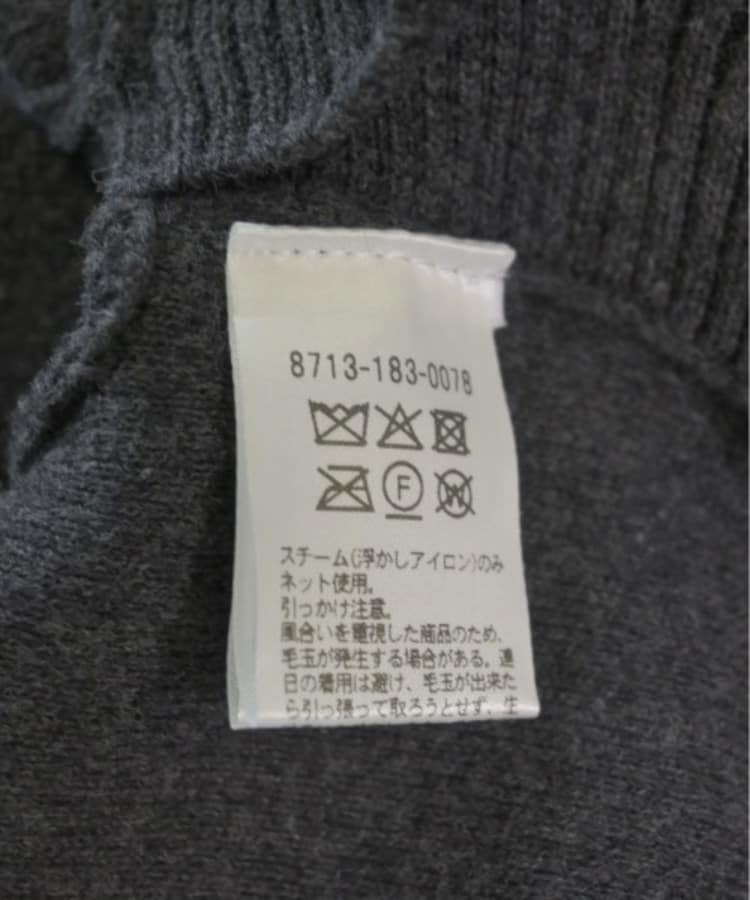 8713-183-0078
F
W
スチーム(浮かしアイロン)のみ
ネット使用。
引っかけ注意。
風合いを重視した商品のため、
毛玉が発生する場合がある。連
日の着用は避け、毛玉が出来た
ら引っ張って取ろうとせず、生